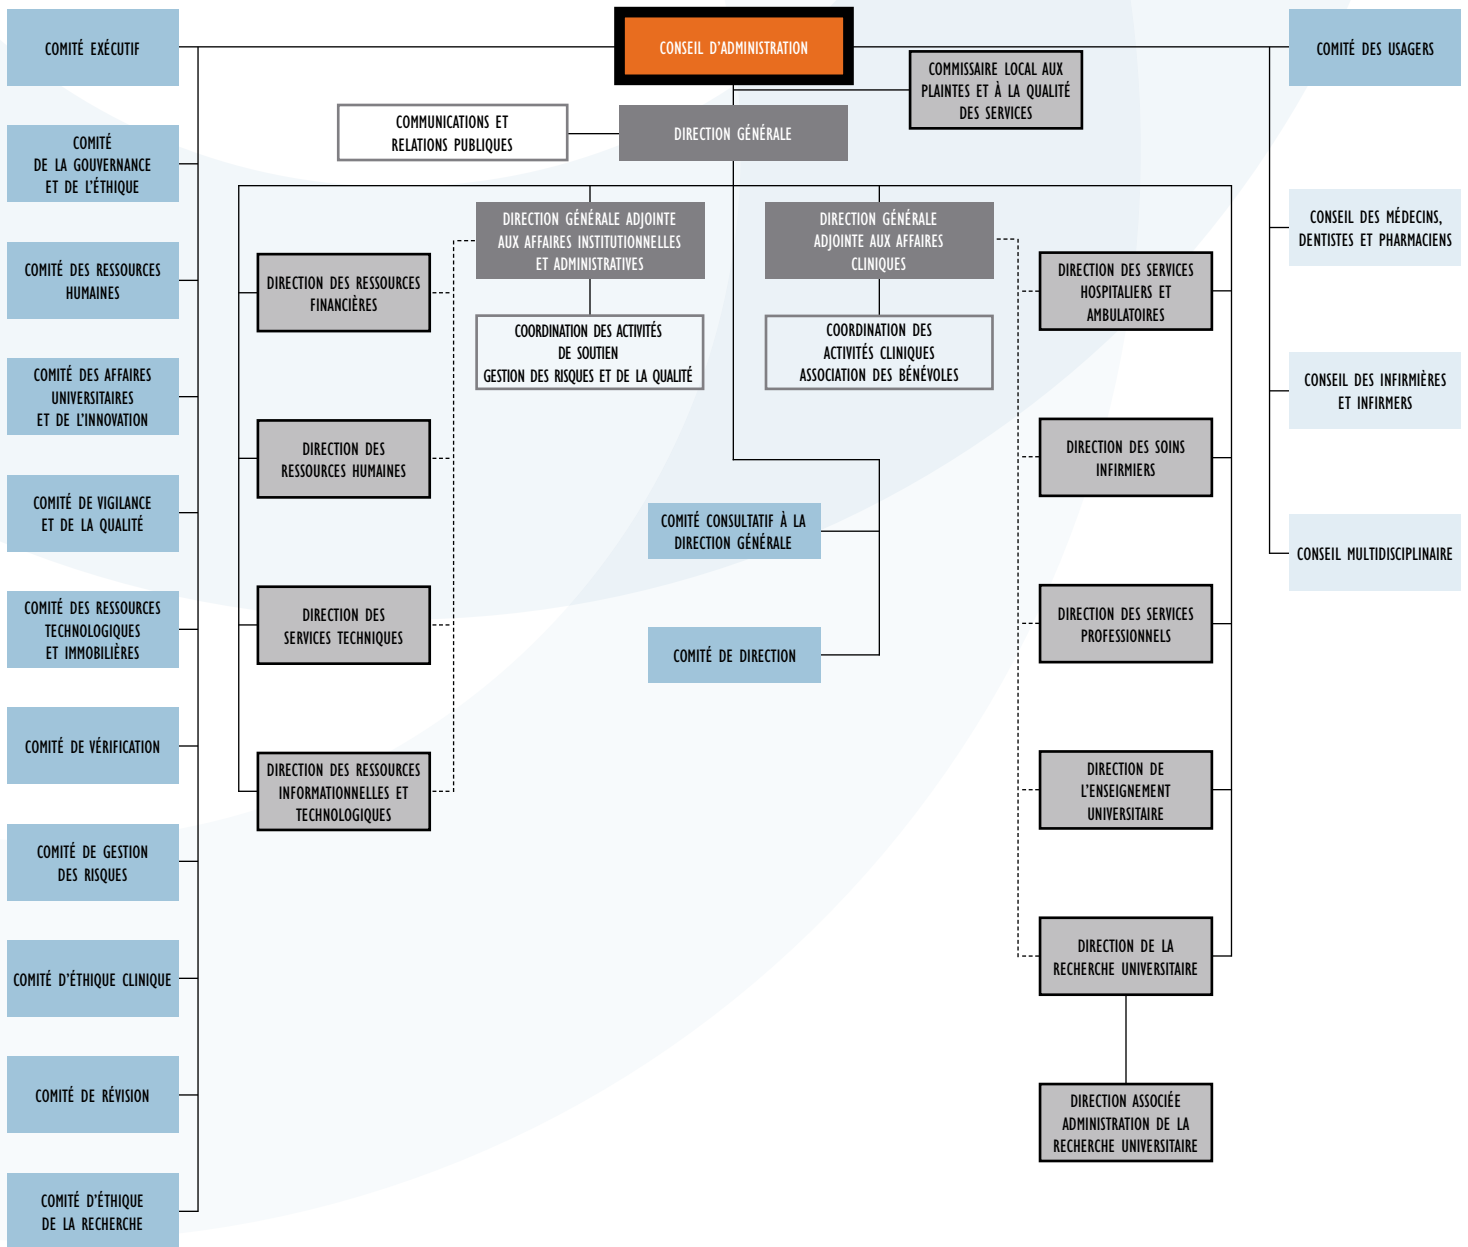 COMITÉ EXÉCUTIF
CONSEIL D'ADMINISTRATION
COMITÉ DES USAGERS
COMMISSAIRE LOCAL AUX
PLAINTES ET À LA QUALITÉ
DES SERVICES
COMMUNICATIONS ET
RELATIONS PUBLIQUES
DIRECTION GÉNÉRALE
COMITÉ
DE LA GOUVERNANCE
ET DE L'ÉTHIQUE
COMITÉ DES RESSOURCES
HUMAINES
COMITÉ DES AFFAIRES
UNIVERSITAIRES
ET DE L'INNOVATION
COMITÉ DE VIGILANCE
ET DE LA QUALITÉ
COMITÉ DES RESSOURCES
TECHNOLOGIQUES
ET IMMOBILIÈRES
COMITÉ DE VÉRIFICATION
COMITÉ DE GESTION
DES RISQUES
COMITÉ D'ÉTHIQUE CLINIQUE
COMITÉ DE RÉVISION
COMITÉ D'ÉTHIQUE
DE LA RECHERCHE
DIRECTION DES RESSOURCES
FINANCIÈRES
DIRECTION DES
RESSOURCES HUMAINES
DIRECTION DES
SERVICES TECHNIQUES
DIRECTION DES RESSOURCES
INFORMATIONNELLES ET
TECHNOLOGIQUES
DIRECTION GÉNÉRALE ADJOINTE
AUX AFFAIRES INSTITUTIONNELLES
ET ADMINISTRATIVES
COORDINATION DES ACTIVITÉS
DE SOUTIEN
GESTION DES RISQUES ET DE LA QUALITÉ
DIRECTION GÉNÉRALE
ADJOINTE AUX AFFAIRES
CLINIQUES
COORDINATION DES
ACTIVITÉS CLINIQUES
ASSOCIATION DES BÉNÉVOLES
COMITÉ CONSULTATIF À LA
DIRECTION GÉNÉRALE
COMITÉ DE DIRECTION
DIRECTION DES SERVICES
HOSPITALIERS ET
AMBULATOIRES
DIRECTION DES SOINS
INFIRMIERS
DIRECTION DES SERVICES
PROFESSIONNELS
DIRECTION DE
L'ENSEIGNEMENT
UNIVERSITAIRE
DIRECTION DE LA
RECHERCHE UNIVERSITAIRE
DIRECTION ASSOCIÉE
ADMINISTRATION DE LA
RECHERCHE UNIVERSITAIRE
CONSEIL DES MÉDECINS,
DENTISTES ET PHARMACIENS
CONSEIL DES INFIRMIÈRES
ET INFIRMERS
CONSEIL MULTIDISCIPLINAIRE